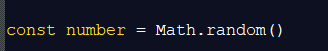 const number = Math.random()